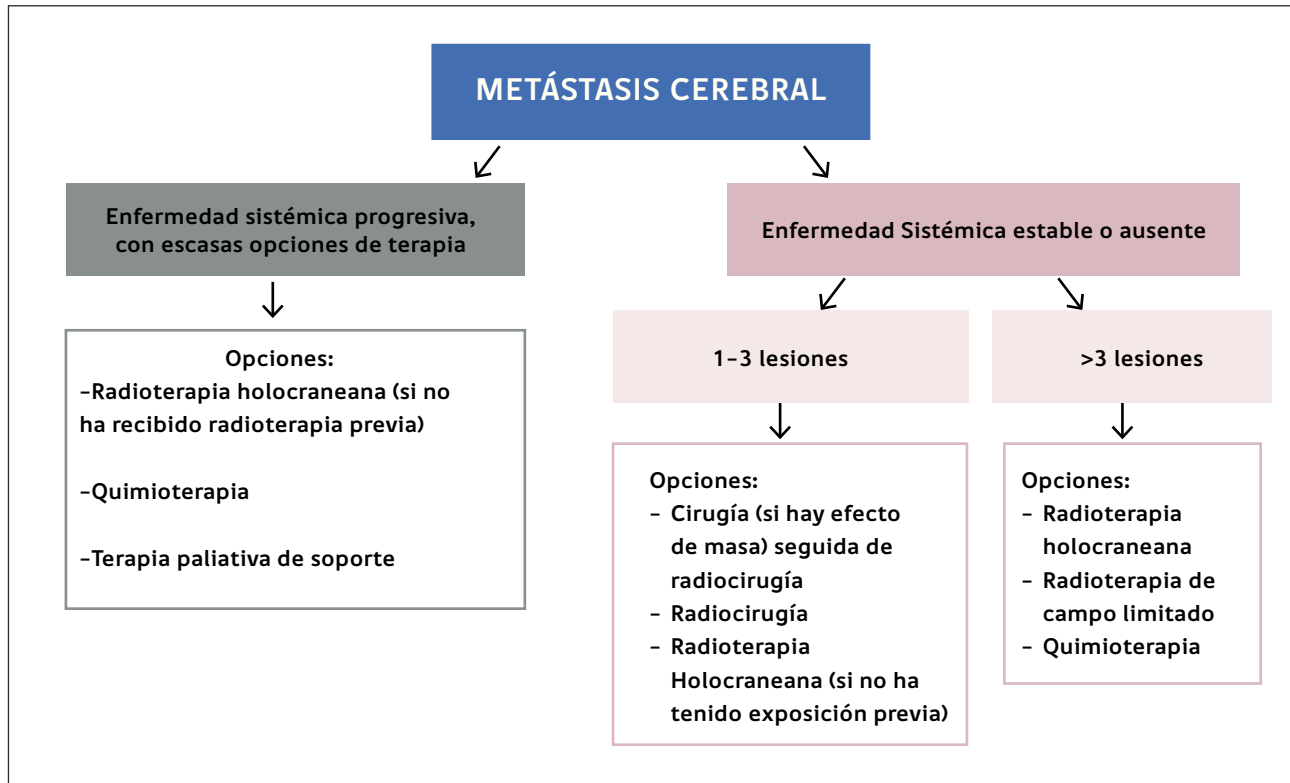 METÁSTASIS CEREBRAL
Enfermedad sistémica progresiva,
con escasas opciones de terapia
Enfermedad Sistémica estable o ausente
Opciones:
-Radioterapia holocraneana (si no
ha recibido radioterapia previa)
-Quimioterapia
-Terapia paliativa de soporte
1-3 lesiones
>3 lesiones
Opciones:
- Cirugía (si hay efecto
de masa) seguida de
radiocirugía
- Radiocirugía
- Radioterapia
Holocraneana (si no ha
tenido exposición previa)
Opciones:
- Radioterapia
holocraneana
- Radioterapia de
campo limitado
- Quimioterapia